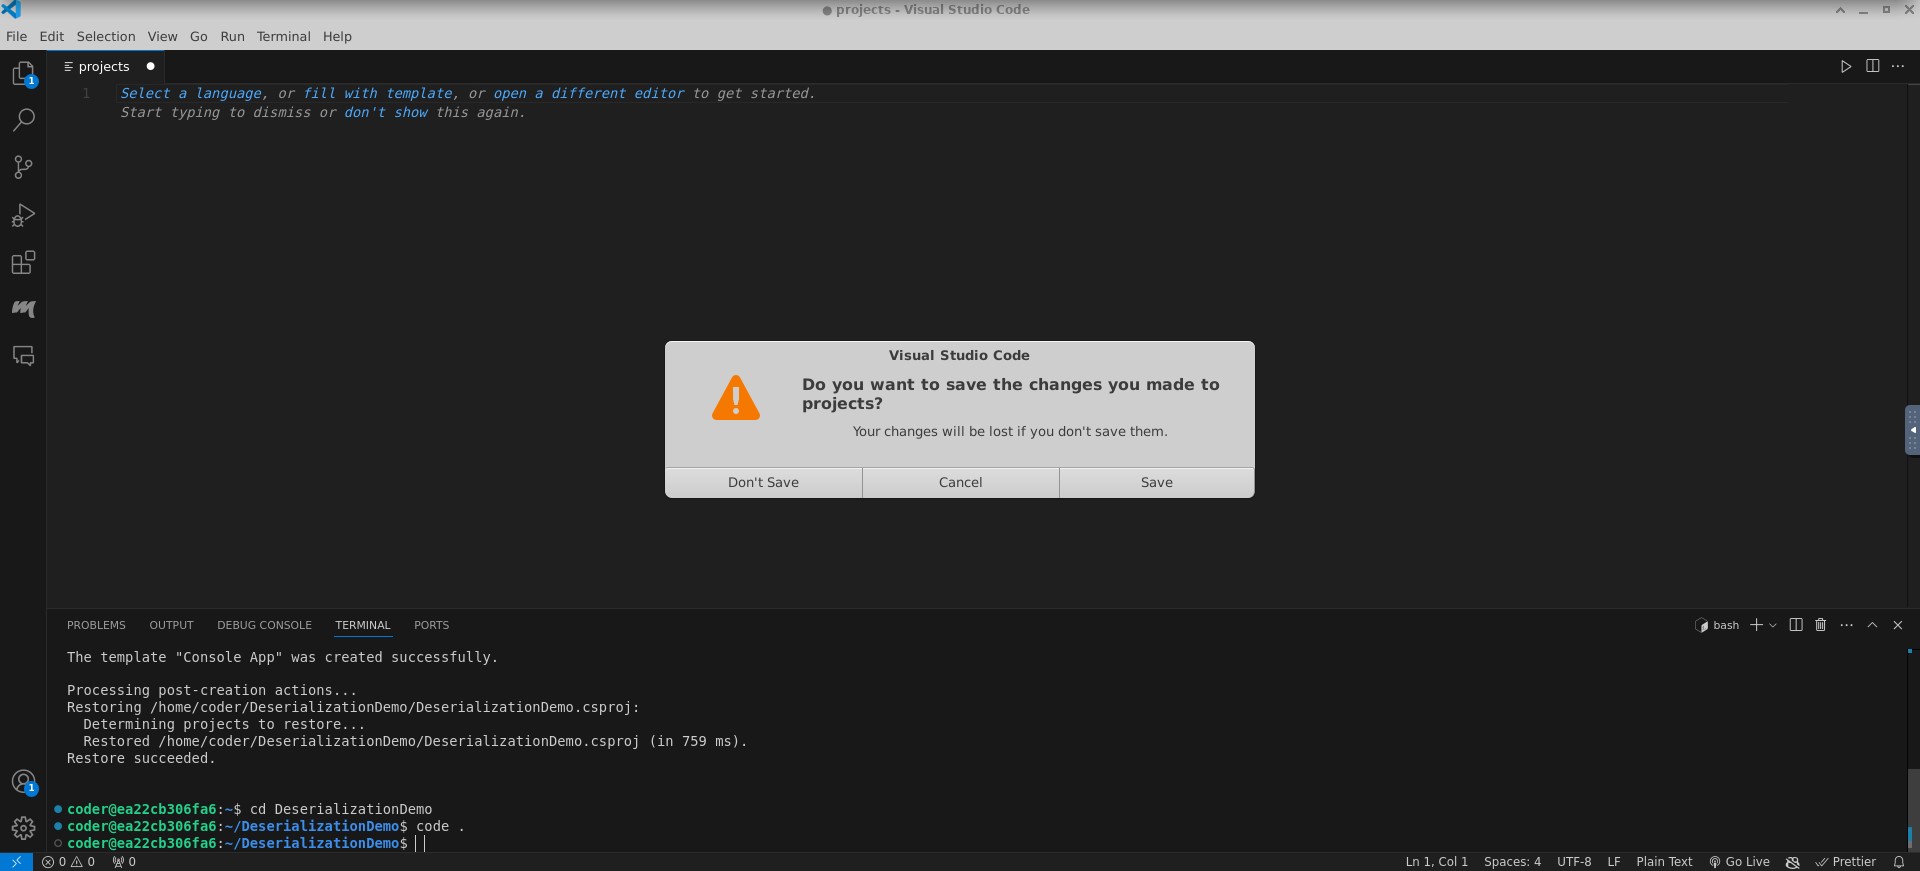 ● projects - Visual Studio Code
File Edit Selection View Go Run Terminal Help
projects
1 Select a language, or fill with template, or open a different editor to get started.
Start typing to dismiss or don't show this again.
1
Visual Studio Code
Do you want to save the changes you made to
projects?
Your changes will be lost if you don't save them.
Don't Save Cancel Save
PROBLEMS OUTPUT DEBUG CONSOLE TERMINAL PORTS
bash
The template "Console App" was created successfully.
Processing post-creation actions...
Restoring /home/coder/DeserializationDemo/DeserializationDemo.csproj:
Determining projects to restore...
Restored /home/coder/DeserializationDemo/DeserializationDemo.csproj (in 759 ms).
Restore succeeded.
1
coder@ea22cb306fa6:~$ cd DeserializationDemo
coder@ea22cb306fa6:~/DeserializationDemo$ code .
coder@ea22cb306fa6:~/DeserializationDemo$
0 0 0 Ln 1, Col 1 Spaces: 4 UTF-8 LF Plain Text Go Live Prettier